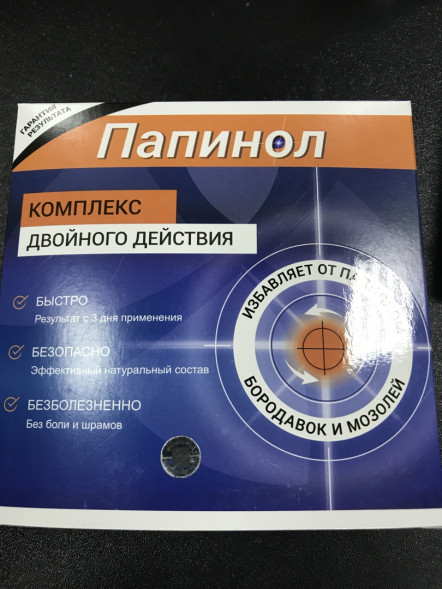 ГАРАНТИЯ
РЕЗУЛЬТАТА
Папинол
КОМПЛЕКС
ДВОЙНОГО ДЕЙСТВИЯ
БЫСТРО
Результат с 3 дня применения
БЕЗОПАСНО
Эффективный натуральный состав
БЕЗБОЛЕЗНЕННО
Без боли и шрамов
ИЗБАВЛЯЕТ ОТ
БОРОДАВОК И МОЗОЛЕЙ